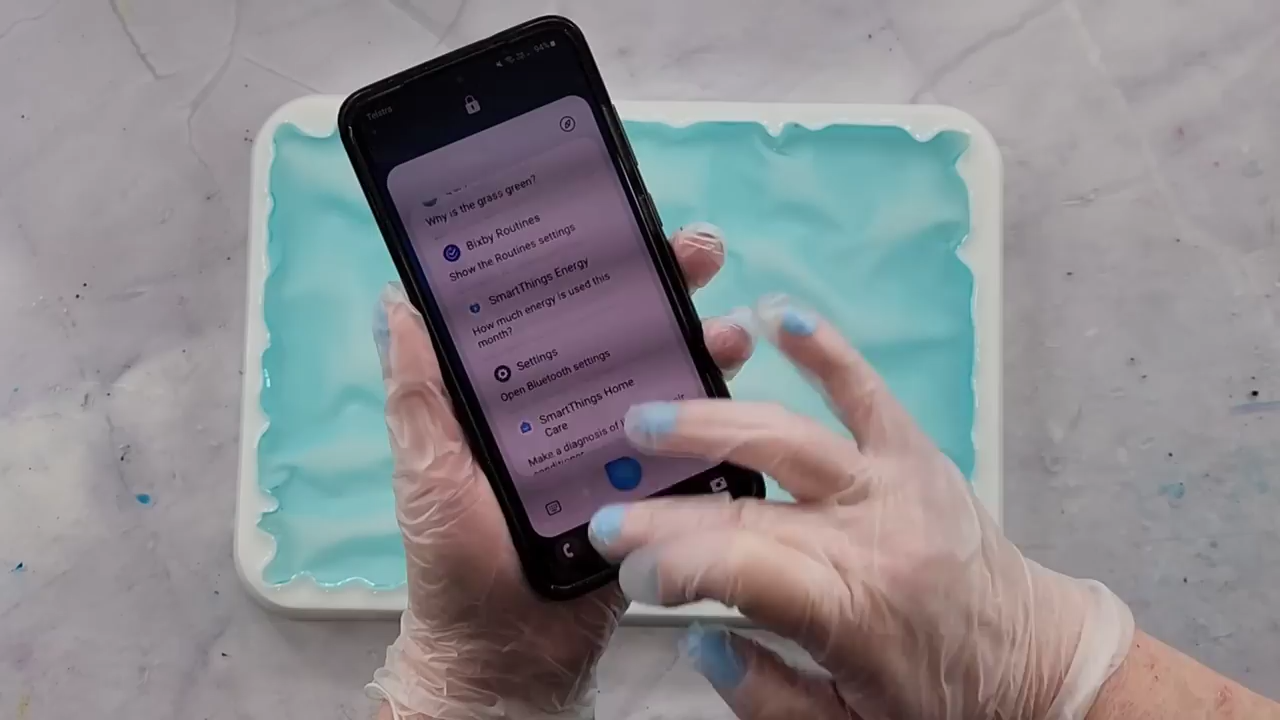 Telstra
94%
Why is the grass green?
Bixby Routines
Show the Routines settings
SmartThings Energy
How much energy is used this
month?
Settings
Open Bluetooth settings
SmartThings Home
Care
Make a diagnosis of